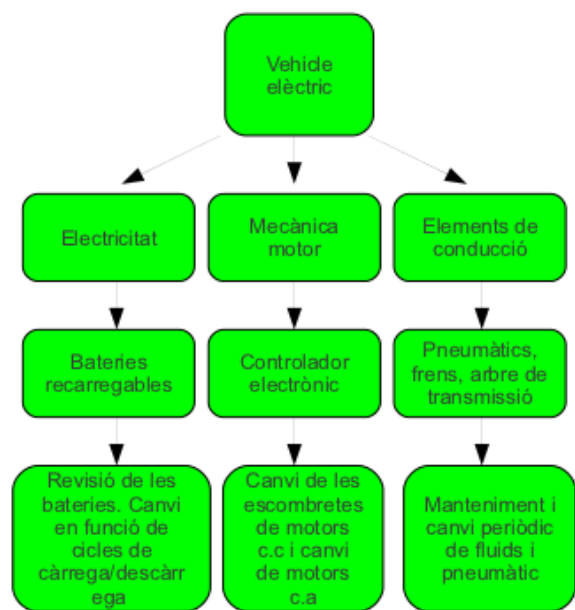 Vehicle
elèctric
Electricitat
Mecànica
motor
Elements de
conducció
Bateries
recarregables
Controlador
electrònic
Pneumàtics,
frens, arbre de
transmissió
Revisió de les
bateries. Canvi
en funció de
cicles de
càrrega/descàrr
ega
Canvi de les
escombretes
de motors
c.c i canvi
de motors
c.a
Manteniment i
canvi periòdic
de fluids i
pneumàtic